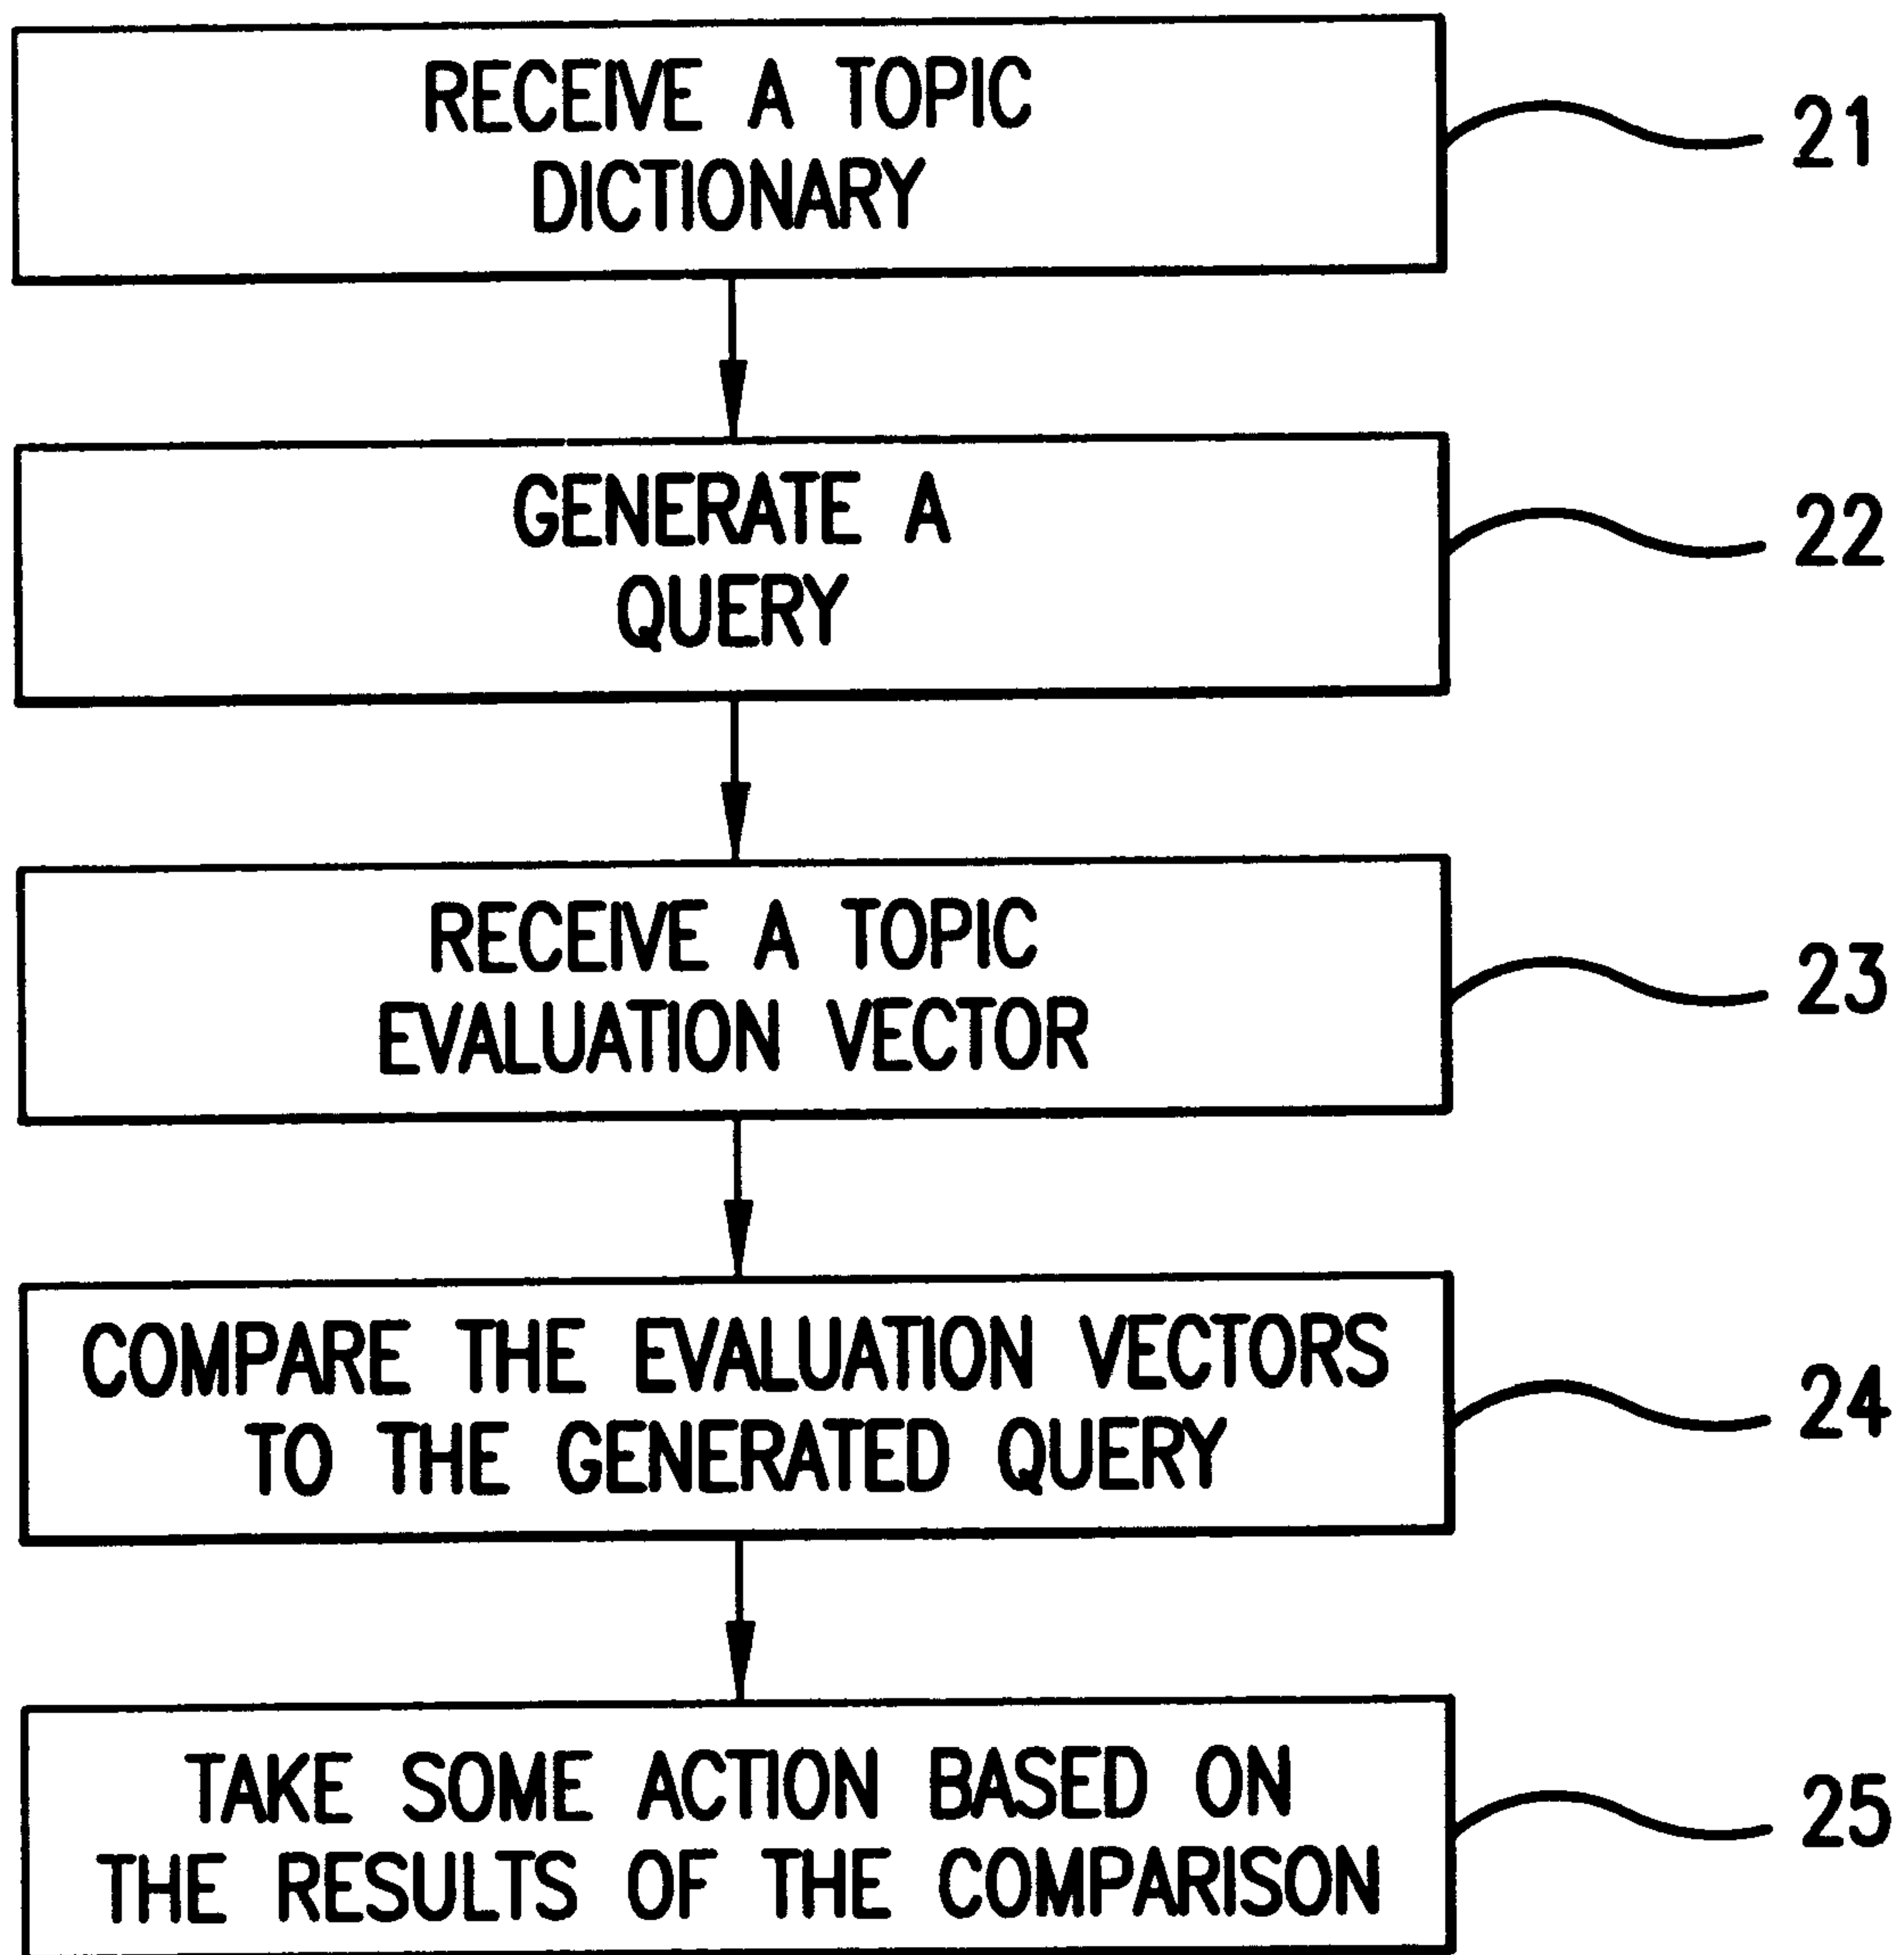 RECEIVE A TOPIC
DICTIONARY
21
GENERATE A
QUERY
22
RECEIVE A TOPIC
EVALUATION VECTOR
23
COMPARE THE EVALUATION VECTORS
TO THE GENERATED QUERY
24
TAKE SOME ACTION BASED ON
THE RESULTS OF THE COMPARISON
25